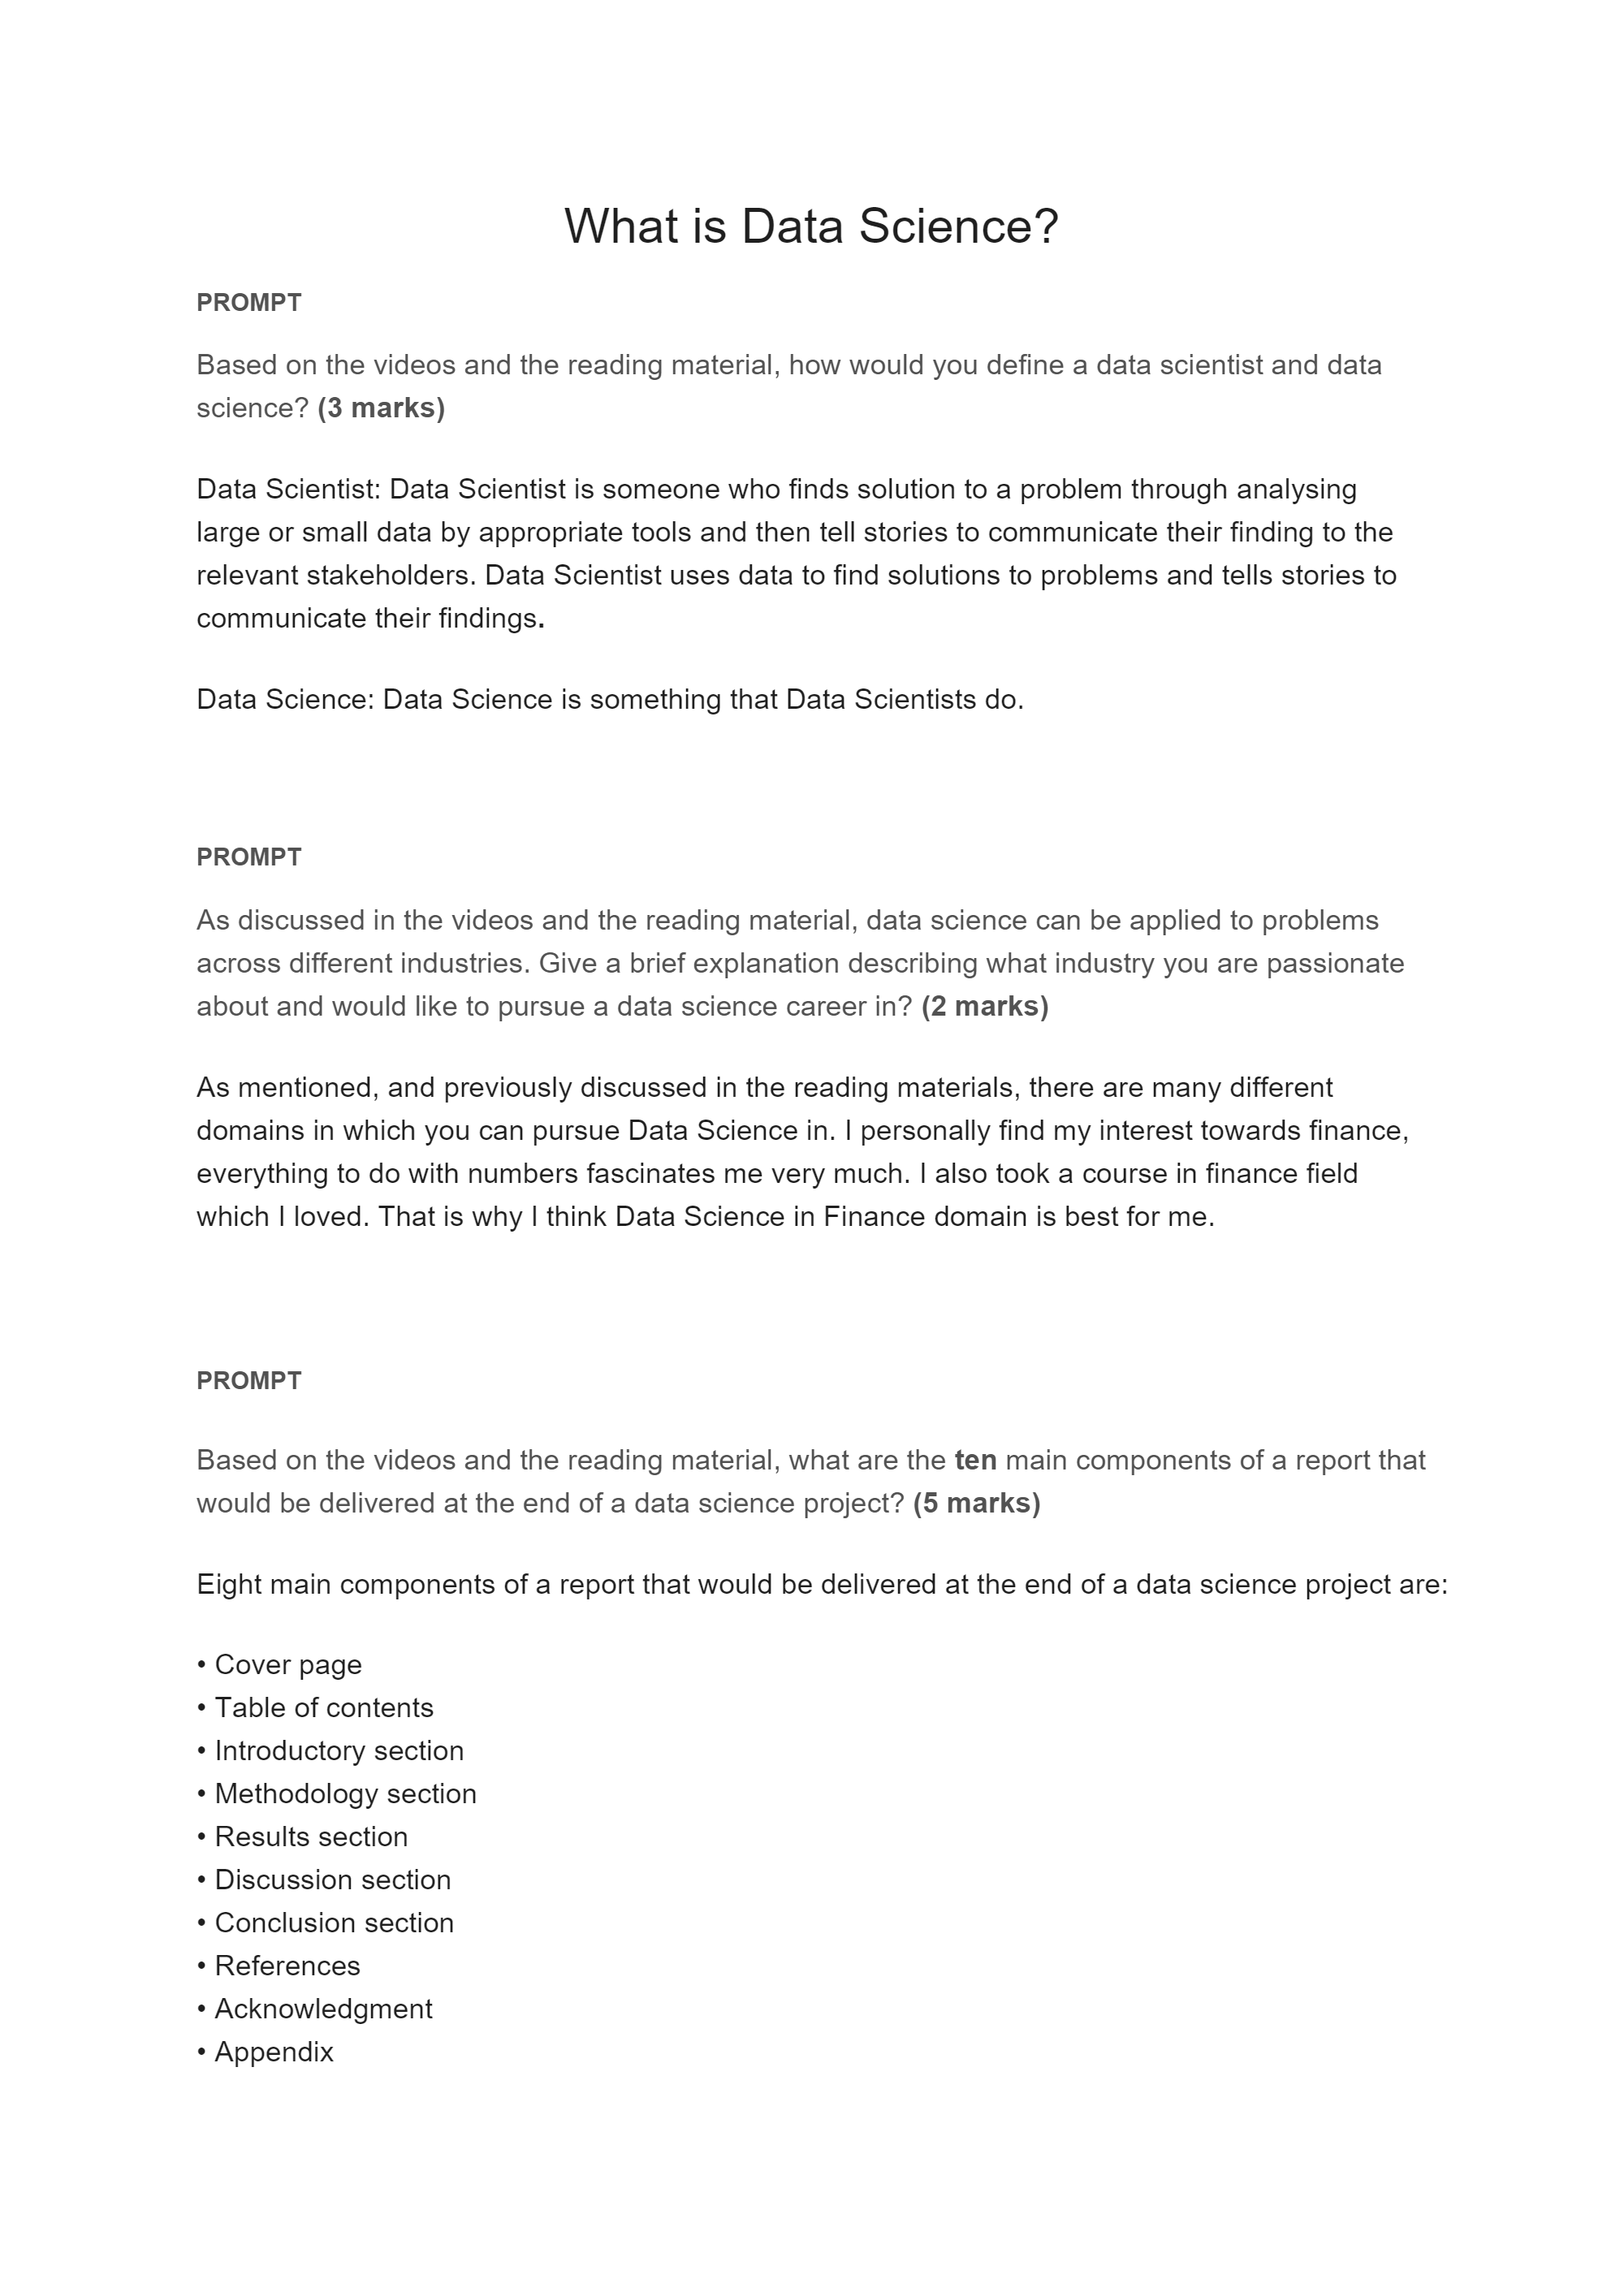 What is Data Science?
PROMPT
Based on the videos and the reading material, how would you define a data scientist and data
science? (3 marks)
Data Scientist: Data Scientist is someone who finds solution to a problem through analysing
large or small data by appropriate tools and then tell stories to communicate their finding to the
relevant stakeholders. Data Scientist uses data to find solutions to problems and tells stories to
communicate their findings.
Data Science: Data Science is something that Data Scientists do.
PROMPT
As discussed in the videos and the reading material, data science can be applied to problems
across different industries. Give a brief explanation describing what industry you are passionate
about and would like to pursue a data science career in? (2 marks)
As mentioned, and previously discussed in the reading materials, there are many different
domains in which you can pursue Data Science in. I personally find my interest towards finance,
everything to do with numbers fascinates me very much. I also took a course in finance field
which I loved. That is why I think Data Science in Finance domain is best for me.
PROMPT
Based on the videos and the reading material, what are the ten main components of a report that
would be delivered at the end of a data science project? (5 marks)
Eight main components of a report that would be delivered at the end of a data science project are:
• Cover page
• Table of contents
• Introductory section
• Methodology section
• Results section
• Discussion section
• Conclusion section
• References
• Acknowledgment
• Appendix